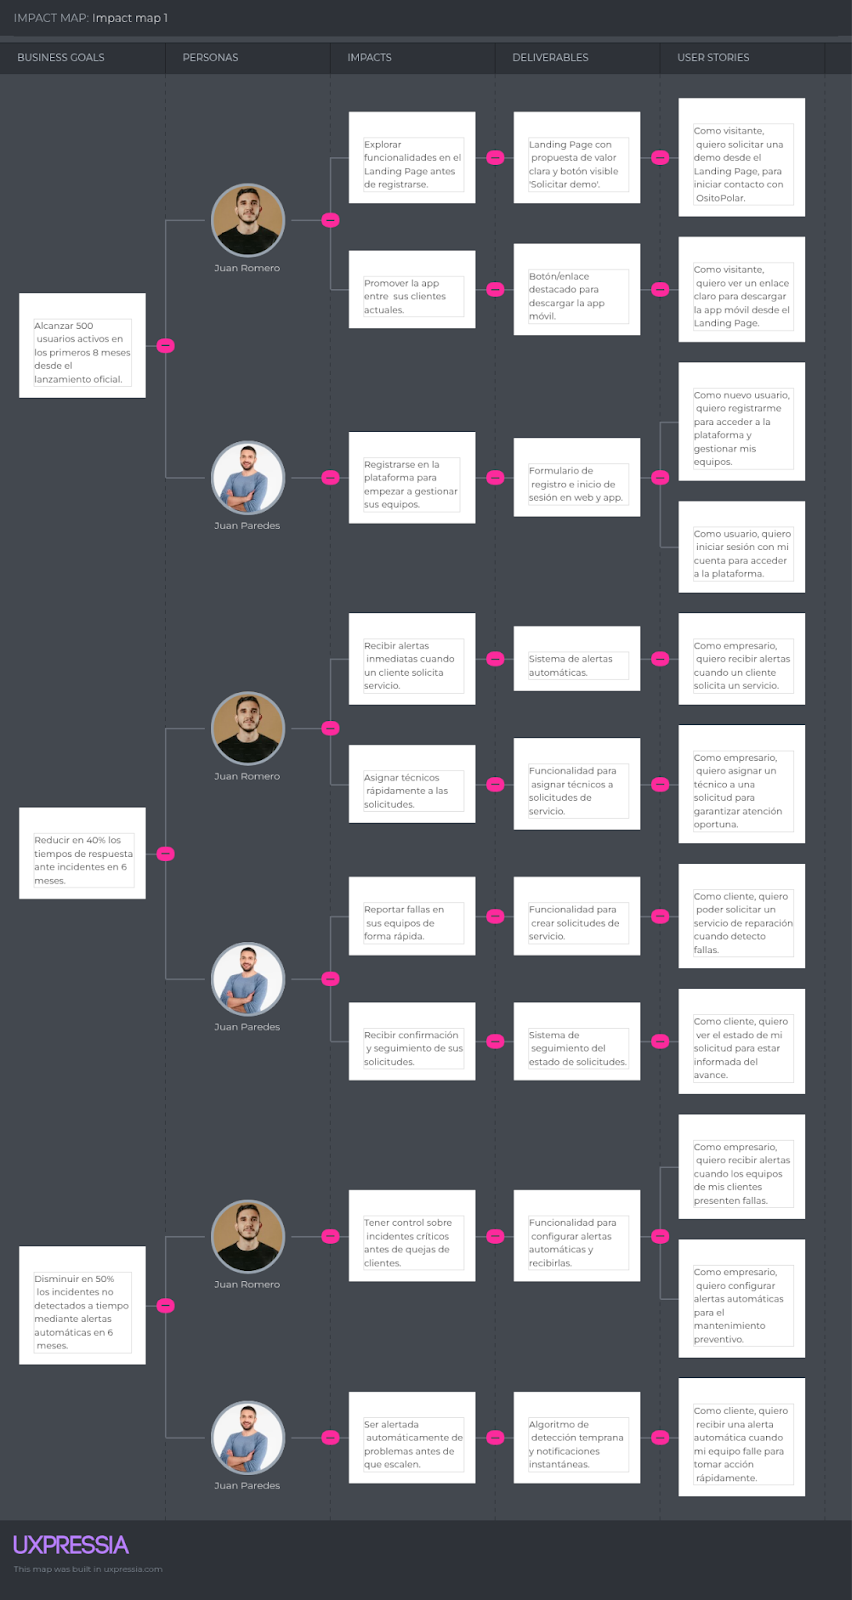 IMPACT MAP: Impact map 1
BUSINESS GOALS
PERSONAS
IMPACTS
DELIVERABLES
USER STORIES
Alcanzar 500
usuarios activos en
los primeros 8 meses
desde el
lanzamiento oficial.
Juan Romero
Explorar
funcionalidades en el
Landing Page antes
de registrarse.
Landing Page con
propuesta de valor
clara y botón visible
'Solicitar demo'.
Como visitante,
quiero solicitar una
demo desde el
Landing Page, para
iniciar contacto con
OsitoPolar.
Promover la app
entre sus clientes
actuales.
Botón/enlace
destacado para
descargar la app
móvil.
Como visitante,
quiero ver un enlace
claro para descargar
la app móvil desde el
Landing Page.
Juan Paredes
Registrarse en la
plataforma para
empezar a gestionar
sus equipos.
Formulario de
registro e inicio de
sesión en web y app.
Como nuevo usuario,
quiero registrarme
para acceder a la
plataforma y
gestionar mis
equipos.
Como usuario, quiero
iniciar sesión con mi
cuenta para acceder
a la plataforma.
Reducir en 40% los
tiempos de respuesta
ante incidentes en 6
meses.
Juan Romero
Recibir alertas
inmediatas cuando
un cliente solicita
servicio.
Sistema de alertas
automáticas.
Como empresario,
quiero recibir alertas
cuando un cliente
solicita un servicio.
Asignar técnicos
rápidamente a las
solicitudes.
Funcionalidad para
asignar técnicos a
solicitudes de
servicio.
Como empresario,
quiero asignar un
técnico a una
solicitud para
garantizar atención
oportuna.
Juan Paredes
Reportar fallas en
sus equipos de
forma rápida.
Funcionalidad para
crear solicitudes de
servicio.
Como cliente, quiero
poder solicitar un
servicio de reparación
cuando detecto
fallas.
Recibir confirmación
y seguimiento de sus
solicitudes.
Sistema de
seguimiento del
estado de solicitudes.
Como cliente, quiero
ver el estado de mi
solicitud para estar
informada del
avance.
Disminuir en 50%
los incidentes no
detectados a tiempo
mediante alertas
automáticas en 6
meses.
Juan Romero
Tener control sobre
incidentes críticos
antes de quejas de
clientes.
Funcionalidad para
configurar alertas
automáticas y
recibirlas.
Como empresario,
quiero recibir alertas
cuando los equipos
de mis clientes
presenten fallas.
Como empresario,
quiero configurar
alertas automáticas
para el
mantenimiento
preventivo.
Juan Paredes
Ser alertada
automáticamente de
problemas antes de
que escalen.
Algoritmo de
detección temprana
y notificaciones
instantáneas.
Como cliente, quiero
recibir una alerta
automática cuando
mi equipo falle para
tomar acción
rápidamente.
UXPRESSIA
This map was built in uxpressia.com